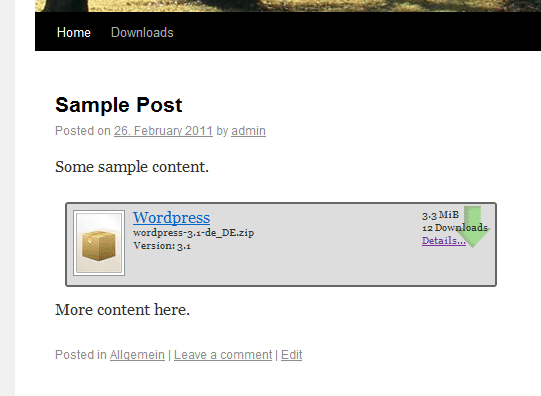 Home Downloads
Sample Post
Posted on 26. February 2011 by admin
Some sample content.
Wordpress
wordpress-3.1-de_DE.zip
Version: 3.1
3.3 MiB
12 Downloads
Details...
More content here.
Posted in Allgemein | Leave a comment | Edit